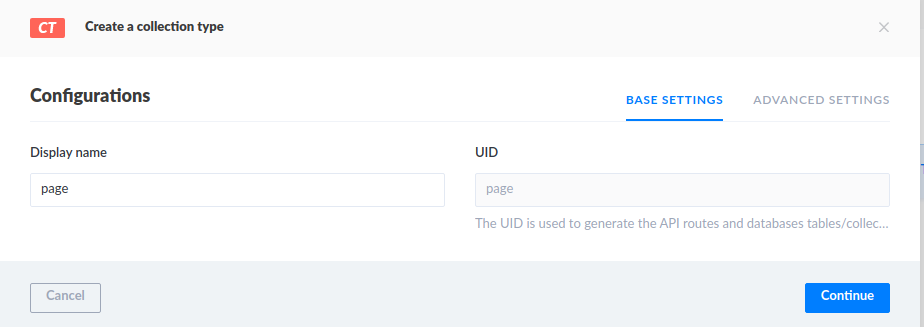 CT Create a collection type ×
Configurations BASE SETTINGS ADVANCED SETTINGS
Display name UID
page page
The UID is used to generate the API routes and databases tables/collec...
Cancel Continue